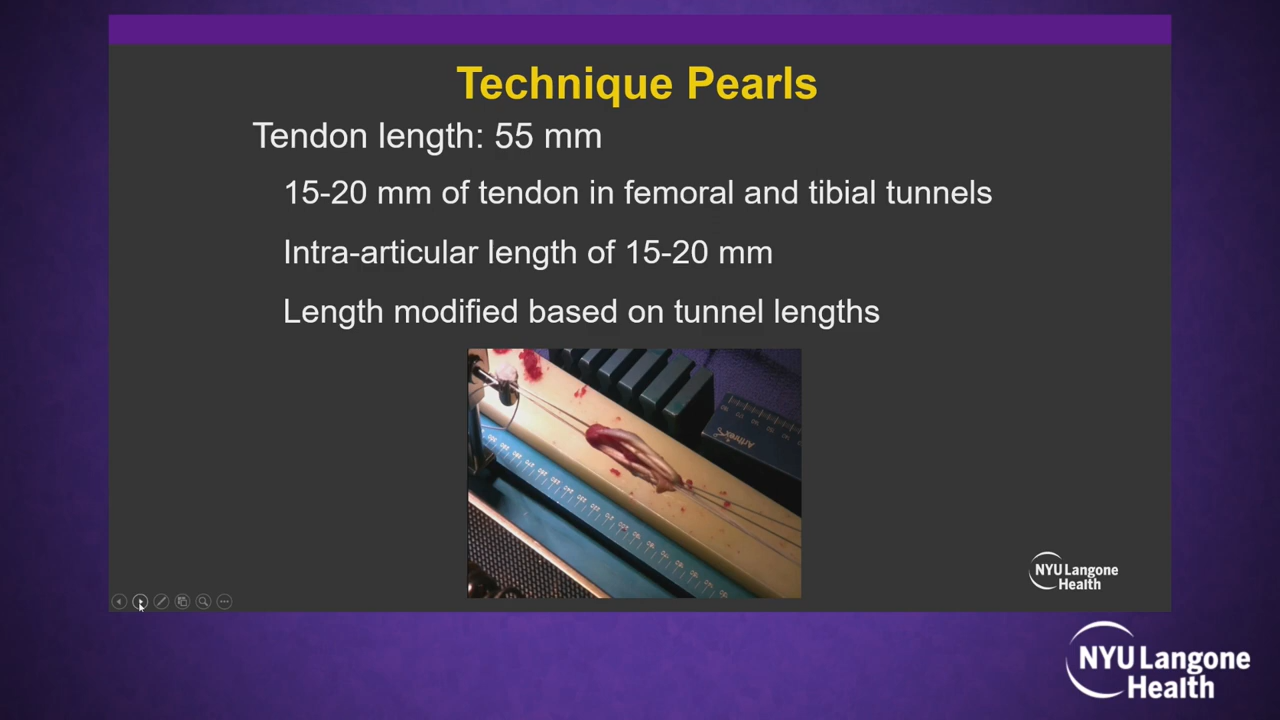 Technique Pearls
Tendon length: 55 mm
15-20 mm of tendon in femoral and tibial tunnels
Intra-articular length of 15-20 mm
Length modified based on tunnel lengths
Arthrex
NYU Langone
Health
NYU Langone
Health